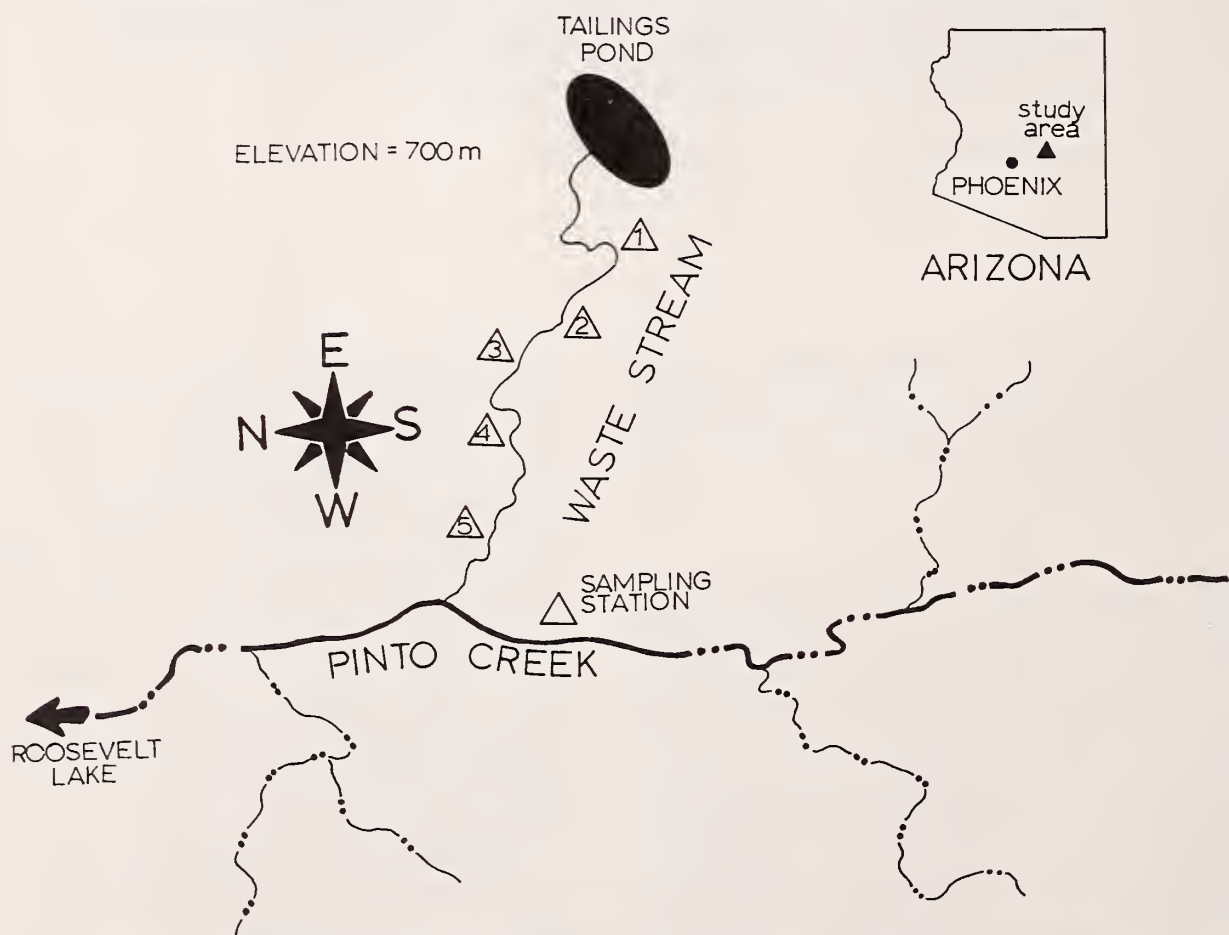 TAILINGS
POND
ELEVATION = 700 m
study
area
PHOENIX
ARIZONA
1
2
3
4
5
WASTE STREAM
E
N
S
W
SAMPLING
STATION
PINTO CREEK
ROOSEVELT
LAKE